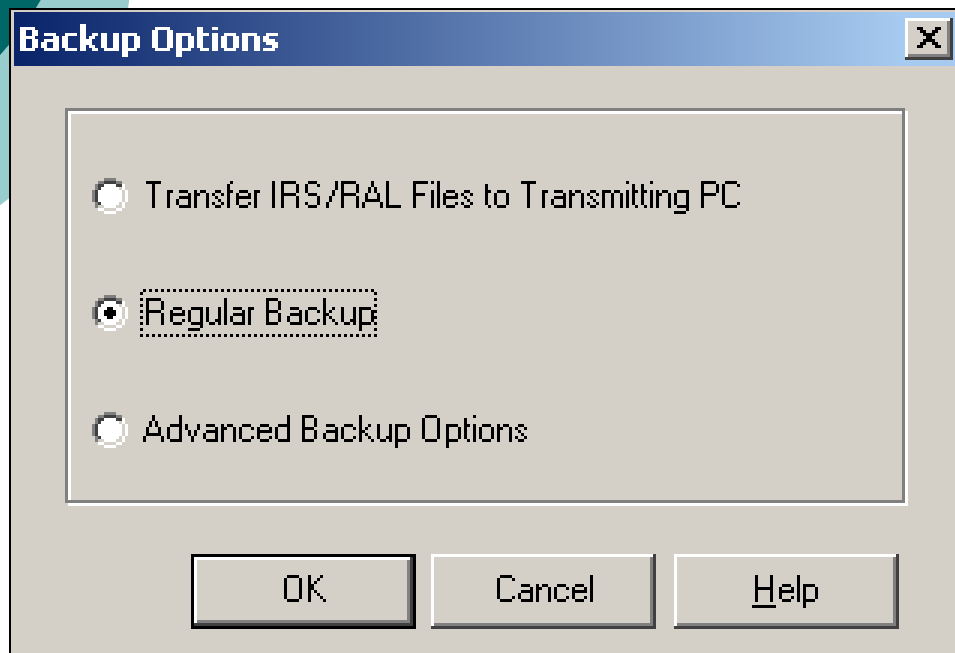 Backup Options
Transfer IRS/RAL Files to Transmitting PC
Regular Backup
Advanced Backup Options
OK Cancel Help